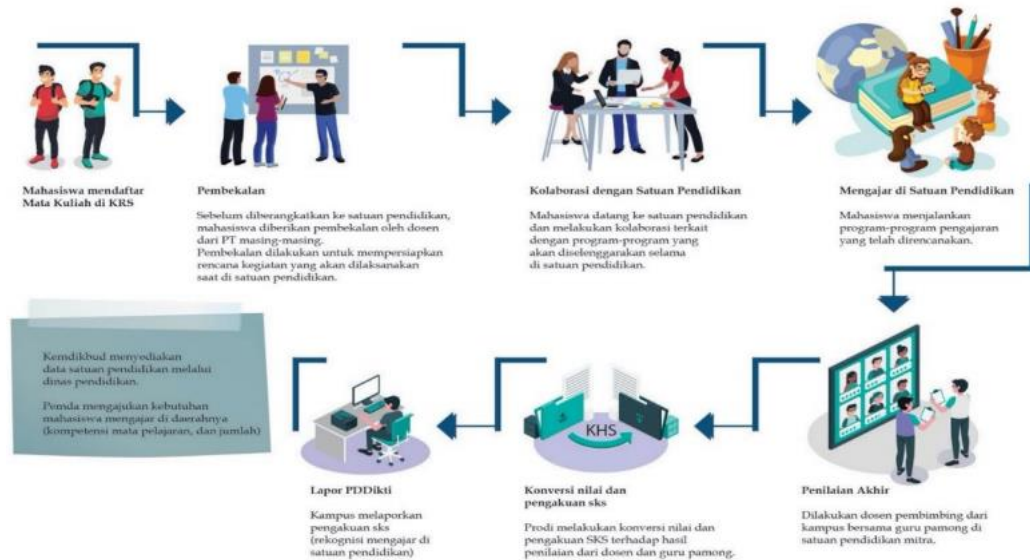 Mahasiswa mendaftar
Mata Kuliah di KRS
Pembekalan
Sebelum diberangkatkan ke satuan pendidikan,
mahasiswa diberikan pembekalan oleh dosen
dari PT masing-masing.
Pembekalan dilakukan untuk mempersiapkan
rencana kegiatan yang akan dilaksanakan
saat di satuan pendidikan.
Kolaborasi dengan Satuan Pendidikan
Mahasiswa datang ke satuan pendidikan
dan melakukan kolaborasi terkait
dengan program-program yang
akan diselenggarakan selama
di satuan pendidikan.
Mengajar di Satuan Pendidikan
Mahasiswa menjalankan
program-program pengajaran
yang telah direncanakan.
Kemdikbud menyediakan
data satuan pendidikan melalui
dinas pendidikan.
Pemda mengajukan kebutuhan
mahasiswa mengajar di daerahnya
(kompetensi mata pelajaran, dan jumlah)
Lapor PDDikti
Kampus melaporkan
pengakuan sks
(rekognisi mengajar di
satuan pendidikan)
KHS
Konversi nilai dan
pengakuan sks
Prodi melakukan konversi nilai dan
pengakuan SKS terhadap hasil
penilaian dari dosen dan guru pamong.
Penilaian Akhir
Dilakukan dosen pembimbing dari
kampus bersama guru pamong di
satuan pendidikan mitra.